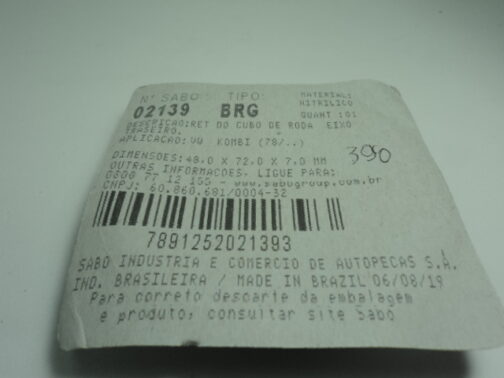 Nº SABO: TIPO: MATERIAL:
02139 BRG NITRILICO
QUANT:01
DESCRICAO:RET DO CUBO DE RODA EIXO
TRASEIRO.
APLICACAO:VW KOMBI (78/..)
DIMENSOES:48.0 X 72.0 X 7.0 MM
390
OUTRAS INFORMACOES, LIGUE PARA:
0800 77 12 155 - www.sabogroup.com.br
CNPJ: 60.860.681/0004-32
7891252021393
SABO INDUSTRIA E COMERCIO DE AUTOPECAS S.A.
IND. BRASILEIRA / MADE IN BRAZIL 06/08/19
Para correto descarte da embalagem
e produto, consultar site Sabo